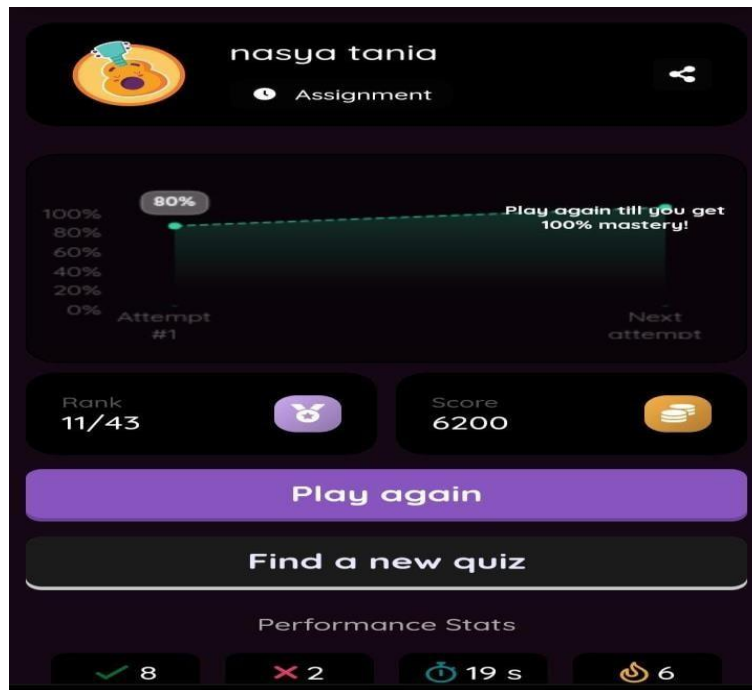 nasya tania
Assignment
80%
100%
80%
60%
40%
20%
0%
Play again till you get
100% mastery!
Attempt
#1
Next
attempt
Rank
11/43
Score
6200
Play again
Find a new quiz
Performance Stats
8
2
19 s
6